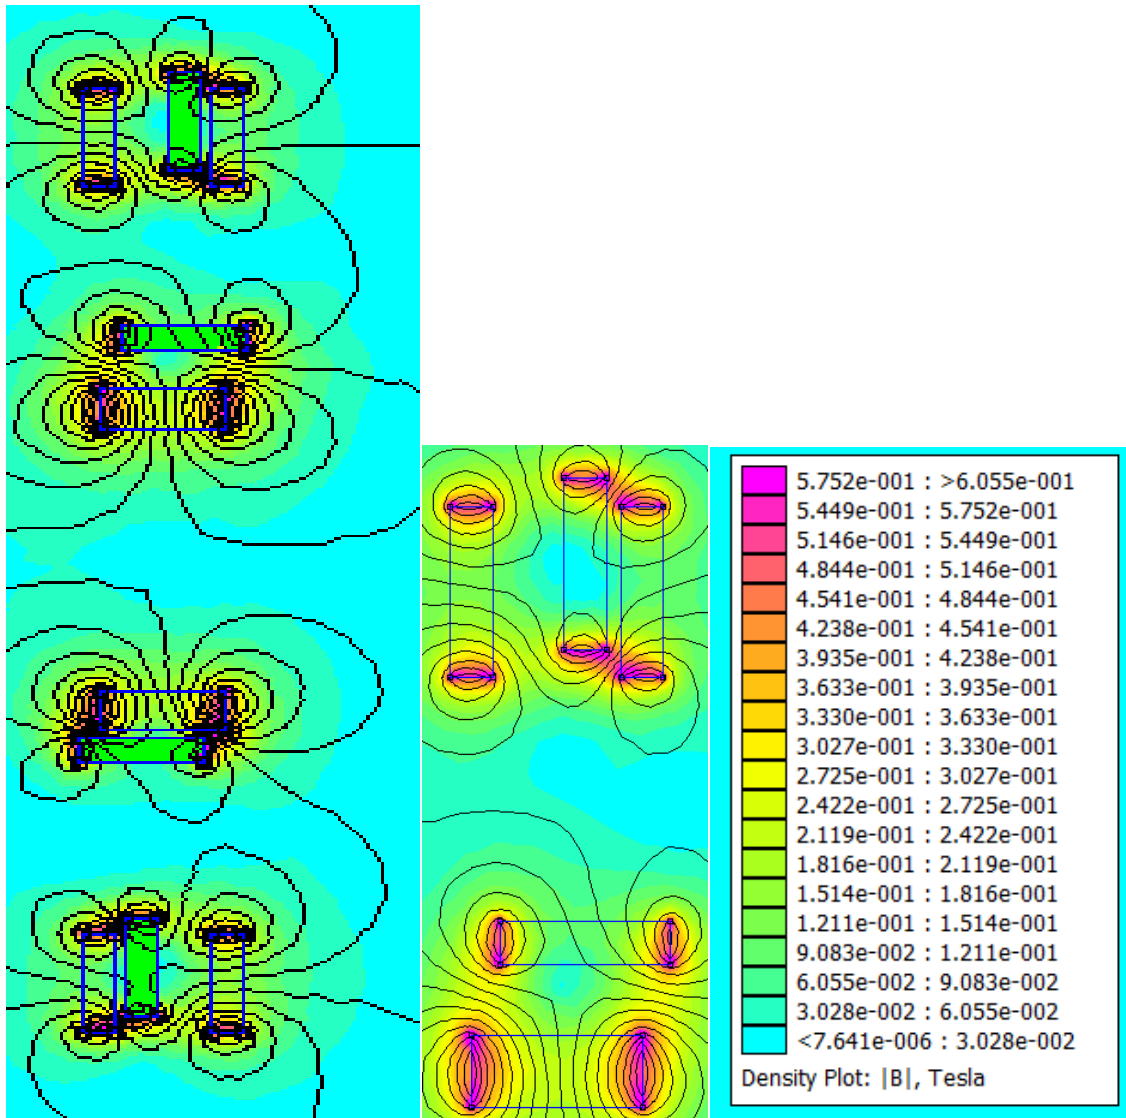 5.752e-001 : >6.055e-001
5.449e-001 : 5.752e-001
5.146e-001 : 5.449e-001
4.844e-001 : 5.146e-001
4.541e-001 : 4.844e-001
4.238e-001 : 4.541e-001
3.935e-001 : 4.238e-001
3.633e-001 : 3.935e-001
3.330e-001 : 3.633e-001
3.027e-001 : 3.330e-001
2.725e-001 : 3.027e-001
2.422e-001 : 2.725e-001
2.119e-001 : 2.422e-001
1.816e-001 : 2.119e-001
1.514e-001 : 1.816e-001
1.211e-001 : 1.514e-001
9.083e-002 : 1.211e-001
6.055e-002 : 9.083e-002
3.028e-002 : 6.055e-002
<7.641e-006 : 3.028e-002
Density Plot: |B|, Tesla